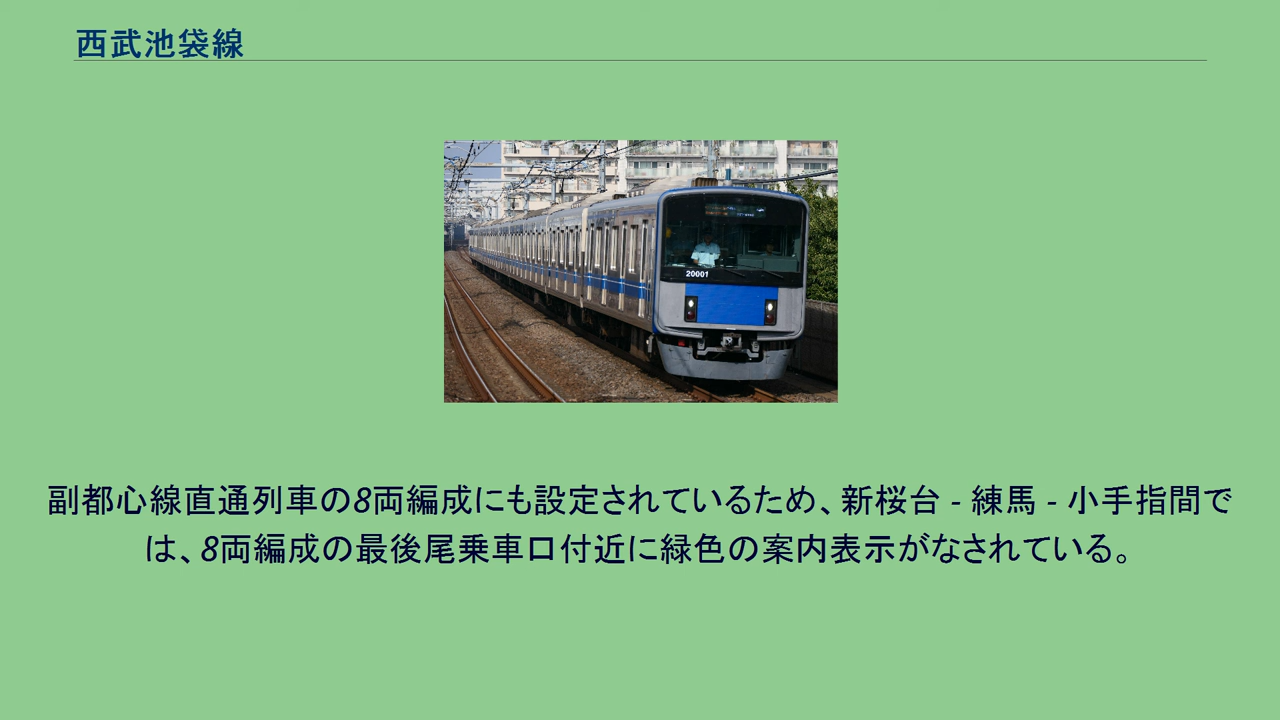 西武池袋線
20001
副都心線直通列車の8両編成にも設定されているため、新桜台 - 練馬 - 小手指間で
は、8両編成の最後尾乗車口付近に緑色の案内表示がなされている。